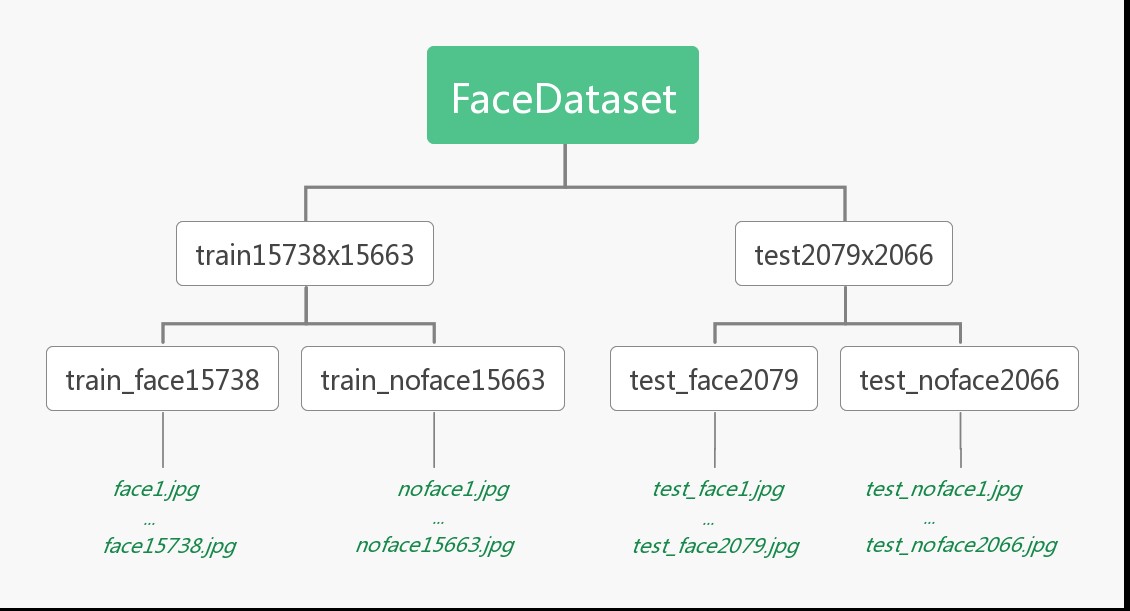 FaceDataset
train15738x15663
test2079x2066
train_face15738
train_noface15663
test_face2079
test_noface2066
face1.jpg
...
face15738.jpg
noface1.jpg
...
noface15663.jpg
test_face1.jpg
...
test_face2079.jpg
test_noface1.jpg
...
test_noface2066.jpg